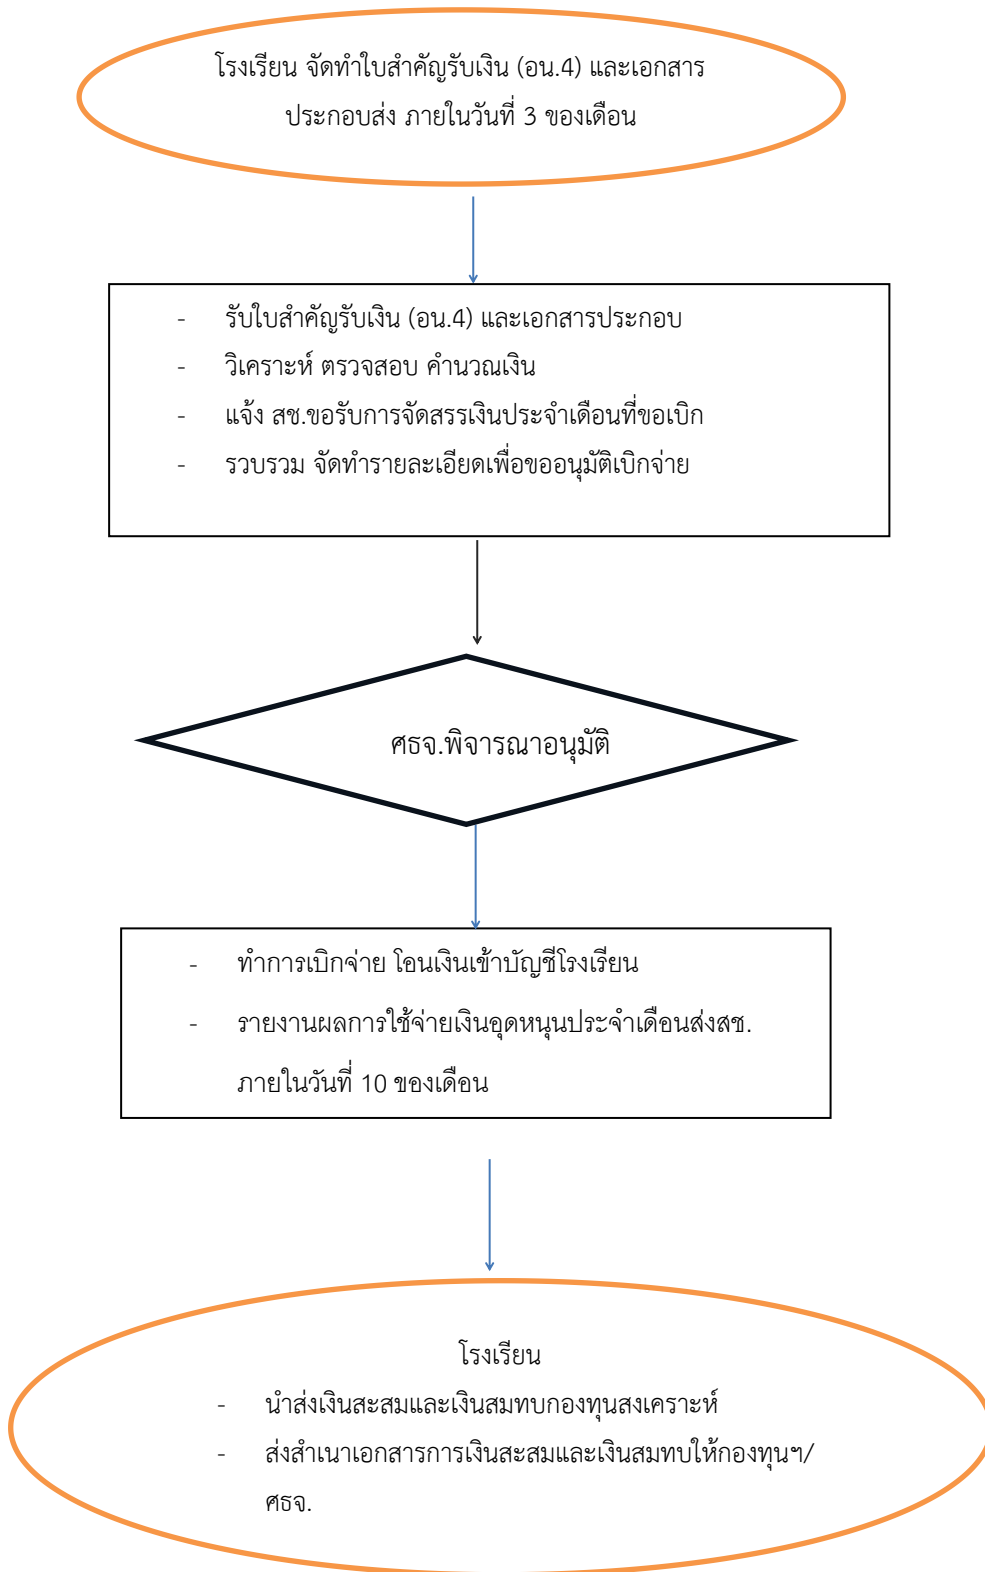 โรงเรียน จัดทำใบสำคัญรับเงิน (อน.4) และเอกสาร
ประกอบส่ง ภายในวันที่ 3 ของเดือน
- รับใบสำคัญรับเงิน (อน.4) และเอกสารประกอบ
- วิเคราะห์ ตรวจสอบ คำนวณเงิน
- แจ้ง สช.ขอรับการจัดสรรเงินประจำเดือนที่ขอเบิก
- รวบรวม จัดทำรายละเอียดเพื่อขออนุมัติเบิกจ่าย
ศธจ.พิจารณาอนุมัติ
- ทำการเบิกจ่าย โอนเงินเข้าบัญชีโรงเรียน
- รายงานผลการใช้จ่ายเงินอุดหนุนประจำเดือนส่งสช.
ภายในวันที่ 10 ของเดือน
โรงเรียน
- นำส่งเงินสะสมและเงินสมทบกองทุนสงเคราะห์
- ส่งสำเนาเอกสารการเงินสะสมและเงินสมทบให้กองทุนฯ/
ศธจ.